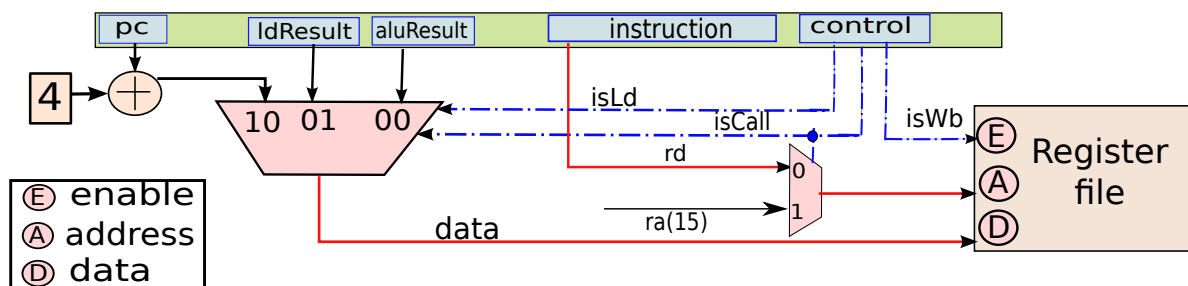 pc
ldResult
aluResult
instruction
control
4
10
01
00
isLd
isCall
isWb
rd
0
1
ra(15)
data
E
A
D
Register
file
E enable
A address
D data